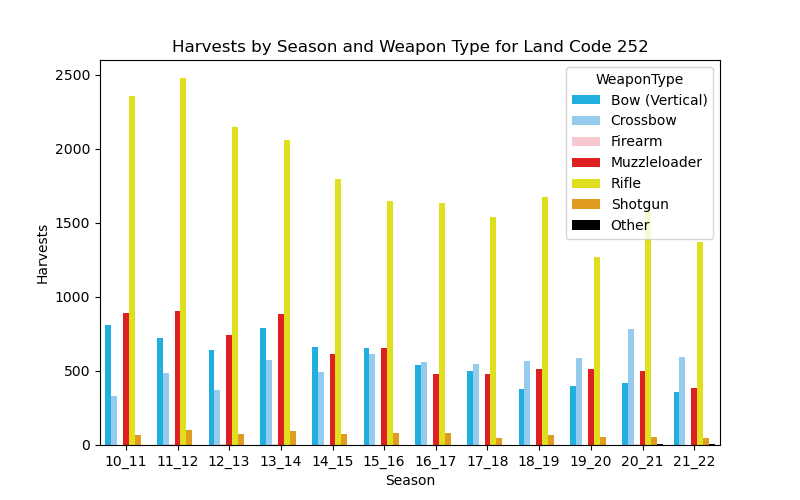 Harvests by Season and Weapon Type for Land Code 252
2500
2000
1500
1000
500
0
Harvests
WeaponType
Bow (Vertical)
Crossbow
Firearm
Muzzleloader
Rifle
Shotgun
Other
10_11 11_12 12_13 13_14 14_15 15_16 16_17 17_18 18_19 19_20 20_21 21_22
Season